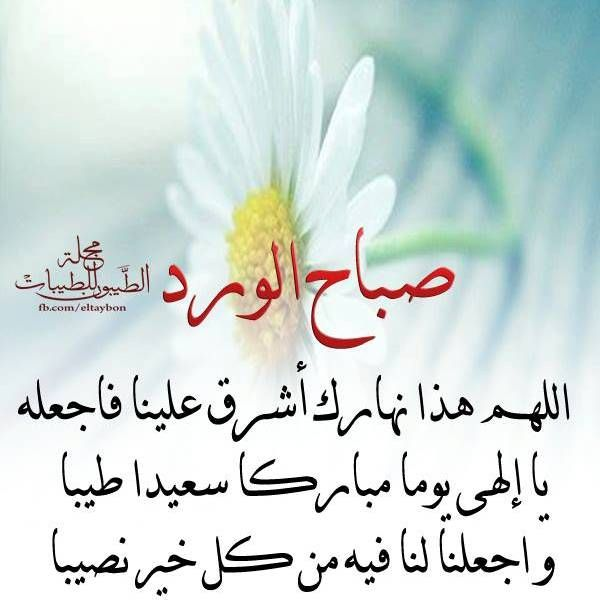 صباح الورد
مجلة
الطيبون للطيبات
fb.com/eltaybon
اللهم هذا نهارك أشرق علينا فاجعله
يا إلهى يوما مباركا سعيدا طيبا
واجعلنا لنا فيه من كل خير نصيبا